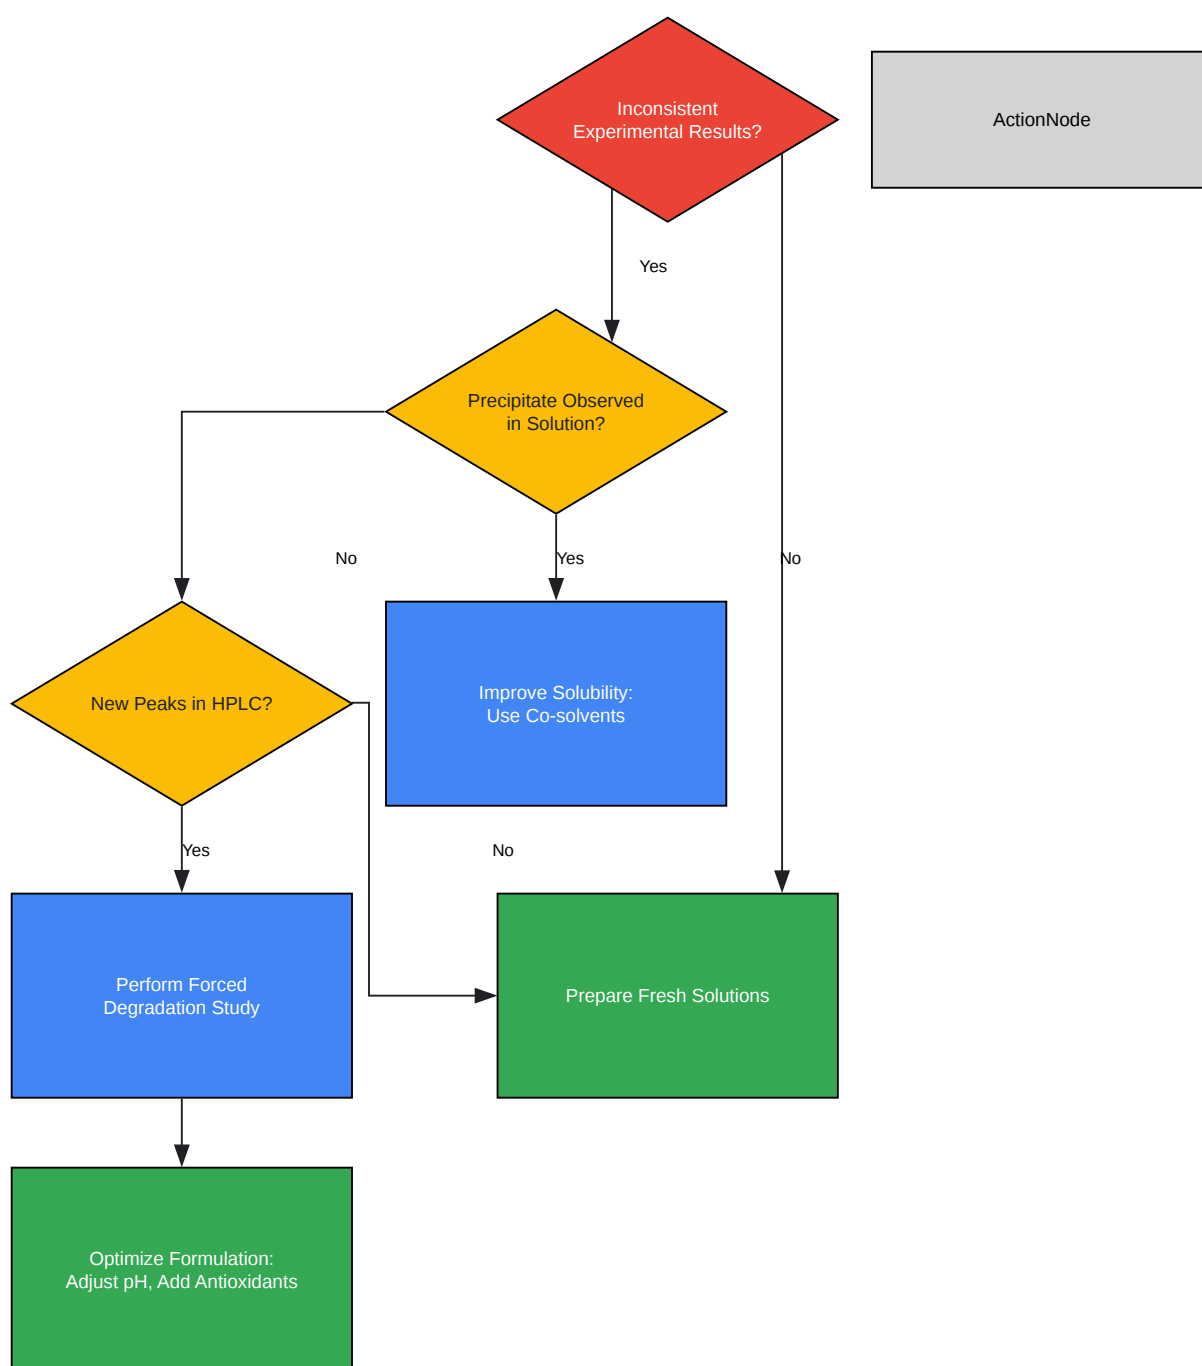 Inconsistent
Experimental Results?
ActionNode
Yes
Precipitate Observed
in Solution?
No
Yes
No
New Peaks in HPLC?
Improve Solubility:
Use Co-solvents
Yes
No
Perform Forced
Degradation Study
Prepare Fresh Solutions
Optimize Formulation:
Adjust pH, Add Antioxidants